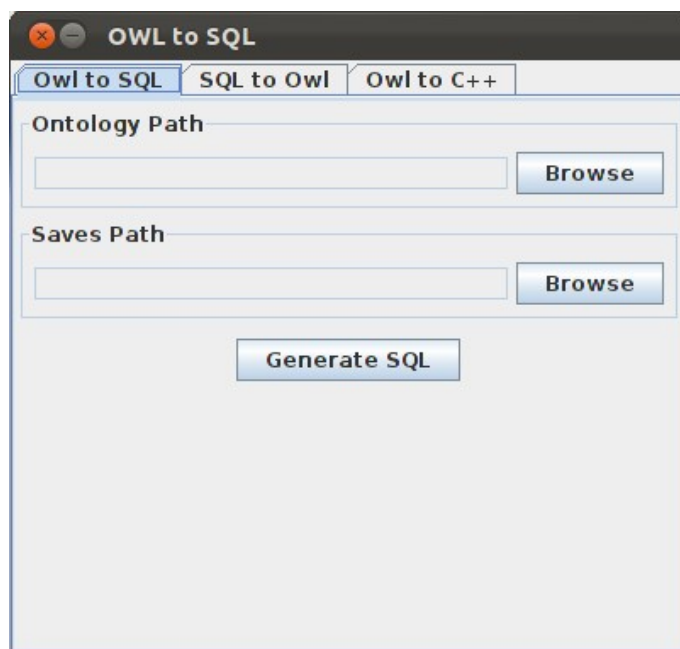 OWL to SQL
Owl to SQL SQL to Owl Owl to C++
Ontology Path
Browse
Saves Path
Browse
Generate SQL